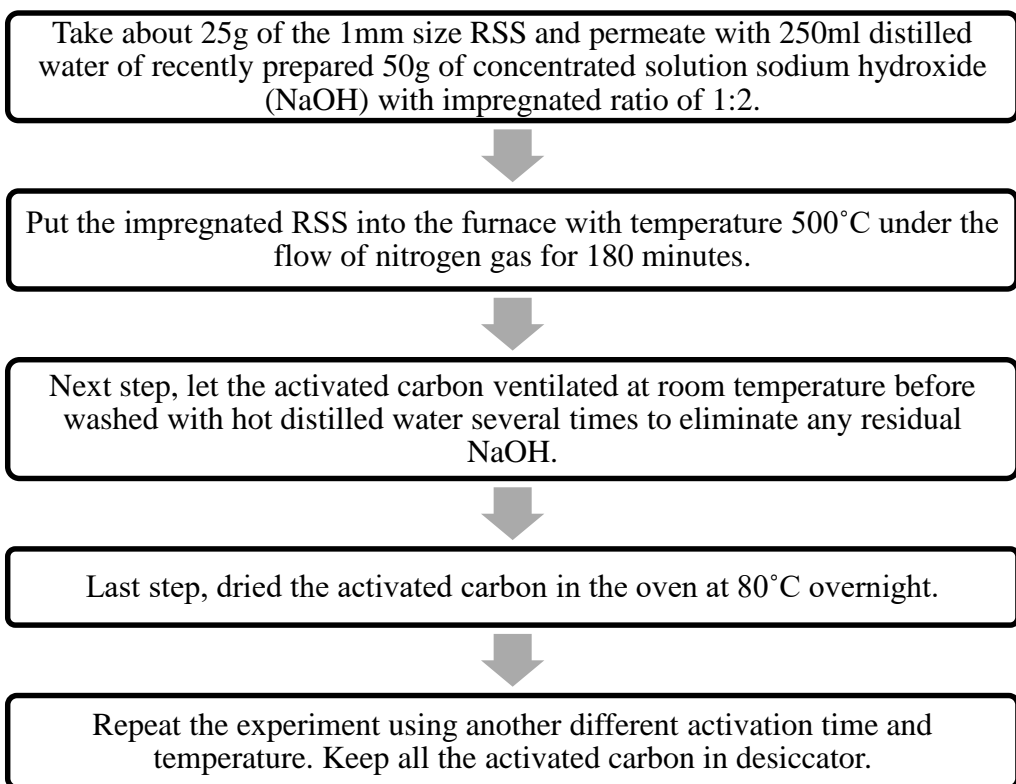 Take about 25g of the 1mm size RSS and permeate with 250ml distilled
water of recently prepared 50g of concentrated solution sodium hydroxide
(NaOH) with impregnated ratio of 1:2.
Put the impregnated RSS into the furnace with temperature 500˚C under the
flow of nitrogen gas for 180 minutes.
Next step, let the activated carbon ventilated at room temperature before
washed with hot distilled water several times to eliminate any residual
NaOH.
Last step, dried the activated carbon in the oven at 80˚C overnight.
Repeat the experiment using another different activation time and
temperature. Keep all the activated carbon in desiccator.